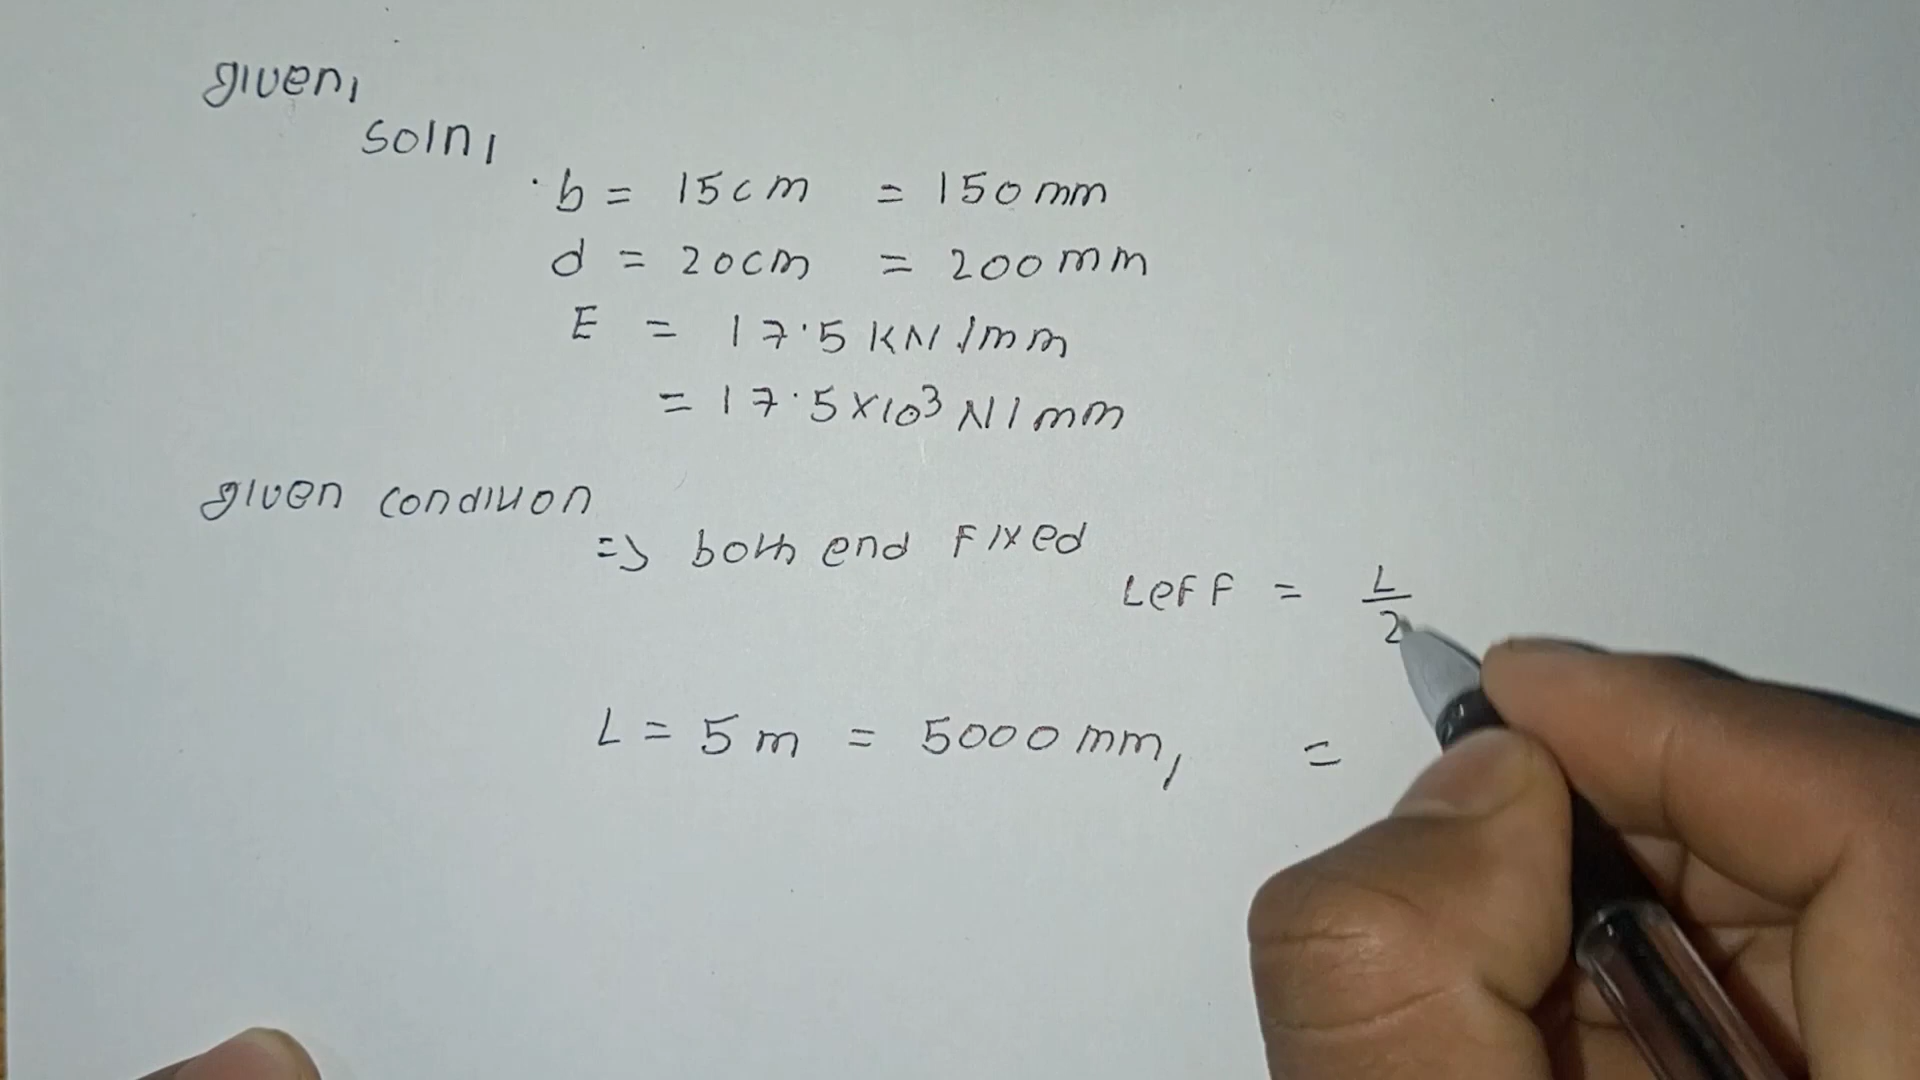 given,
soln,
b = 15cm = 150mm
d = 20cm = 200mm
E = 17.5 KN/mm
= 17.5×10³ N/mm
given condition
=> both end Fixed
LeFF = L/2
L = 5m = 5000mm, =